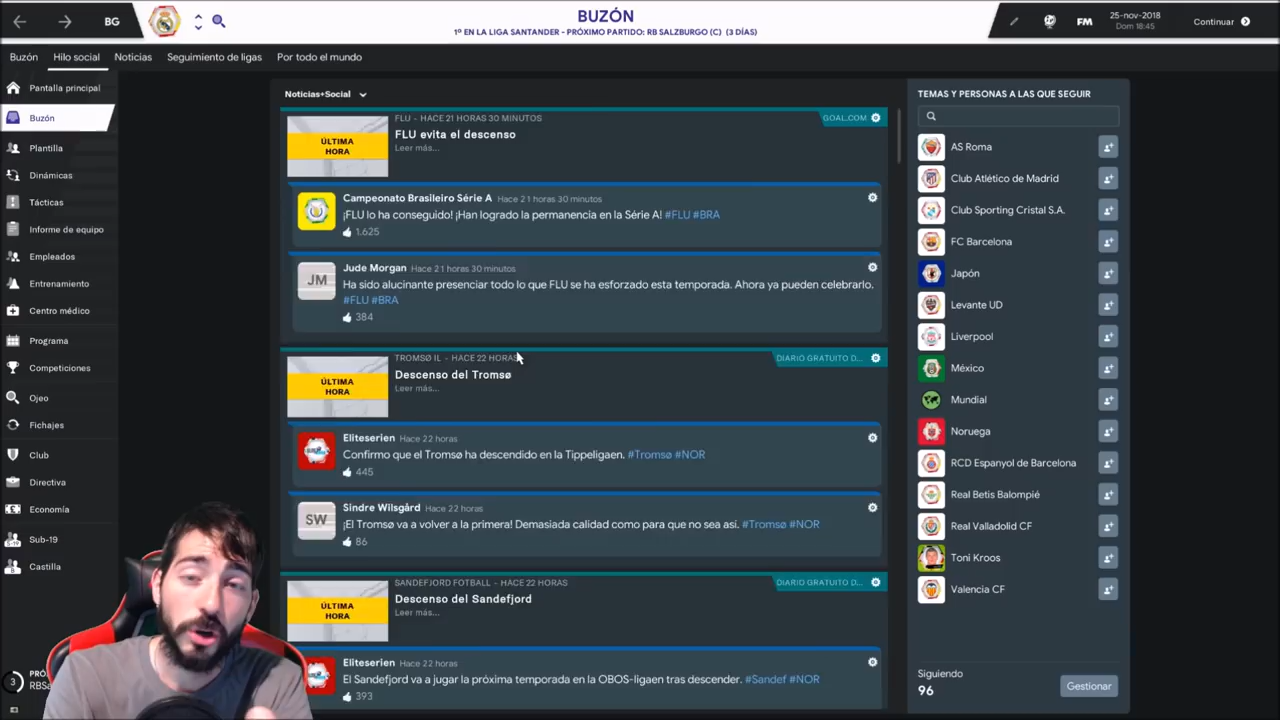 BG
BUZÓN
1º EN LA LIGA SANTANDER - PRÓXIMO PARTIDO: RB SALZBURGO (C) (3 DÍAS)
FM
25-nov-2018
Dom 18:45
Continuar
Buzón
Hilo social
Noticias
Seguimiento de ligas
Por todo el mundo
Pantalla principal
Buzón
Plantilla
Dinámicas
Tácticas
Informe de equipo
Empleados
Entrenamiento
Centro médico
Programa
Competiciones
Ojeo
Fichajes
Club
Directiva
Economía
Sub-19
Castilla
3
Noticias+Social
ÚLTIMA
HORA
FLU - HACE 21 HORAS 30 MINUTOS
GOAL.COM
FLU evita el descenso
Leer más...
Campeonato Brasileiro Série A Hace 21 horas 30 minutos
¡FLU lo ha conseguido! ¡Han logrado la permanencia en la Série A! #FLU #BRA
1.625
JM
Jude Morgan Hace 21 horas 30 minutos
Ha sido alucinante presenciar todo lo que FLU se ha esforzado esta temporada. Ahora ya pueden celebrarlo.
#FLU #BRA
384
ÚLTIMA
HORA
TROMSØ IL - HACE 22 HORAS
DIARIO GRATUITO D...
Descenso del Tromsø
Leer más...
Eliteserien Hace 22 horas
Confirmo que el Tromsø ha descendido en la Tippeligaen. #Tromsø #NOR
445
SW
Sindre Wilsgård Hace 22 horas
¡El Tromsø va a volver a la primera! Demasiada calidad como para que no sea asi. #Tromsø #NOR
86
ÚLTIMA
HORA
SANDEFJORD FOTBALL - HACE 22 HORAS
DIARIO GRATUITO D...
Descenso del Sandefjord
Leer más...
Eliteserien Hace 22 horas
El Sandefjord va a jugar la próxima temporada en la OBOS-ligaen tras descender. #Sandef #NOR
393
TEMAS Y PERSONAS A LAS QUE SEGUIR
AS Roma
Club Atlético de Madrid
Club Sporting Cristal S.A.
FC Barcelona
Japón
Levante UD
Liverpool
México
Mundial
Noruega
RCD Espanyol de Barcelona
Real Betis Balompié
Real Valladolid CF
Toni Kroos
Valencia CF
Siguiendo
96
Gestionar